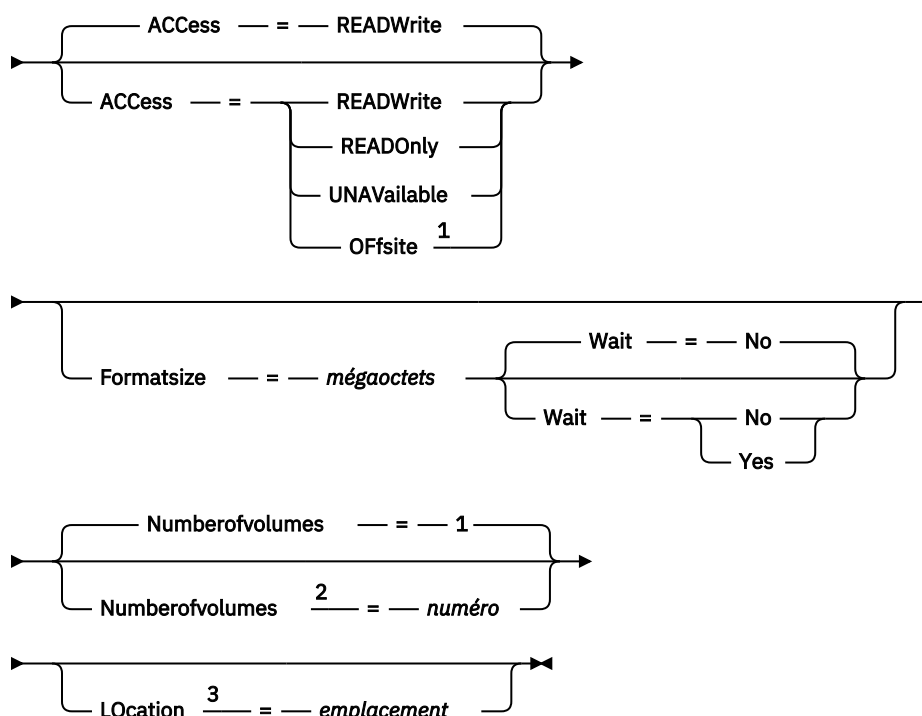 ACCess = READWrite
ACCess = READWrite
READOnly
UNAVailable
OFfsite 1
Wait = No
Formatsize = mégaoctets
Wait = No
Yes
Numberofvolumes = 1
Numberofvolumes 2 = numéro
LOcation 3 = emplacement